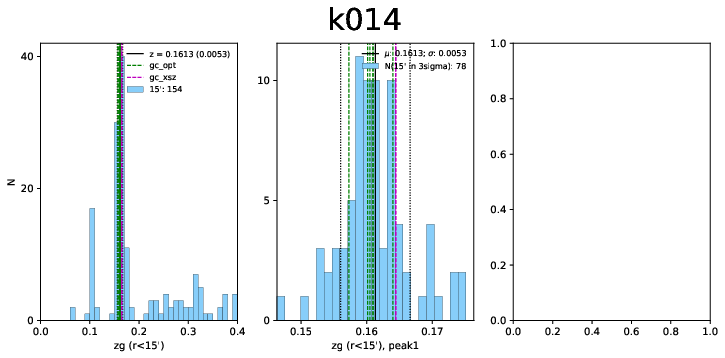 k014
z = 0.1613 (0.0053)
gc_opt
gc_xsz
15': 154
N
40
20
0
0.0 0.1 0.2 0.3 0.4
zg (r<15')
μ: 0.1613; σ: 0.0053
N(15' in 3sigma): 78
10
5
0
0.15 0.16 0.17
zg (r<15'), peak1
1.0
0.8
0.6
0.4
0.2
0.0
0.0 0.2 0.4 0.6 0.8 1.0